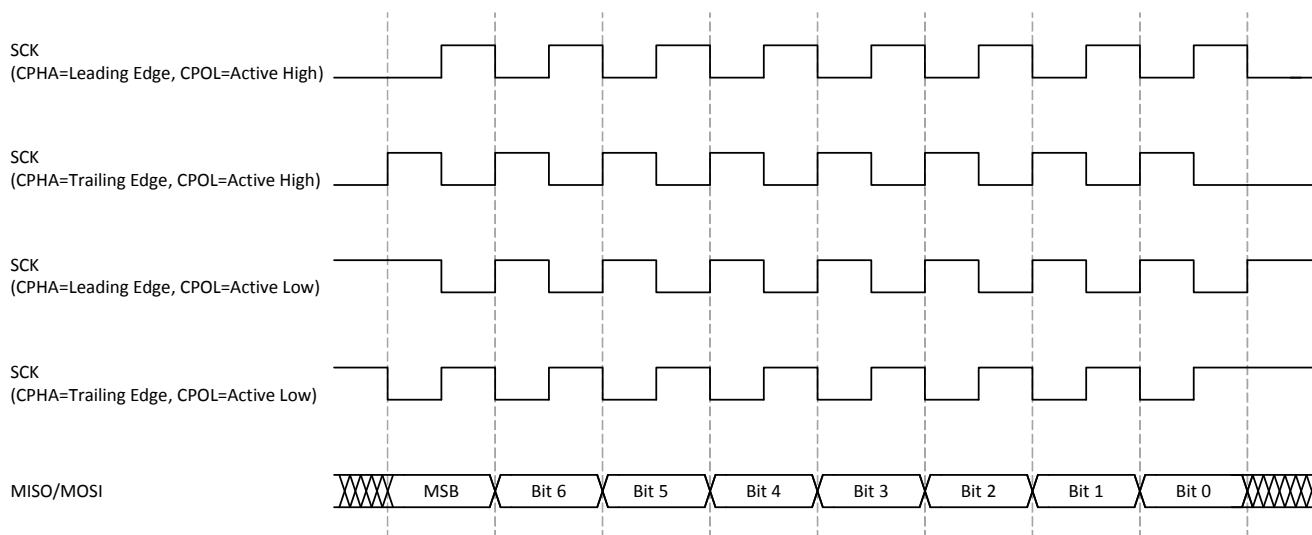 SCK
(CPHA=Leading Edge, CPOL=Active High)
SCK
(CPHA=Trailing Edge, CPOL=Active High)
SCK
(CPHA=Leading Edge, CPOL=Active Low)
SCK
(CPHA=Trailing Edge, CPOL=Active Low)
MISO/MOSI MSB Bit 6 Bit 5 Bit 4 Bit 3 Bit 2 Bit 1 Bit 0